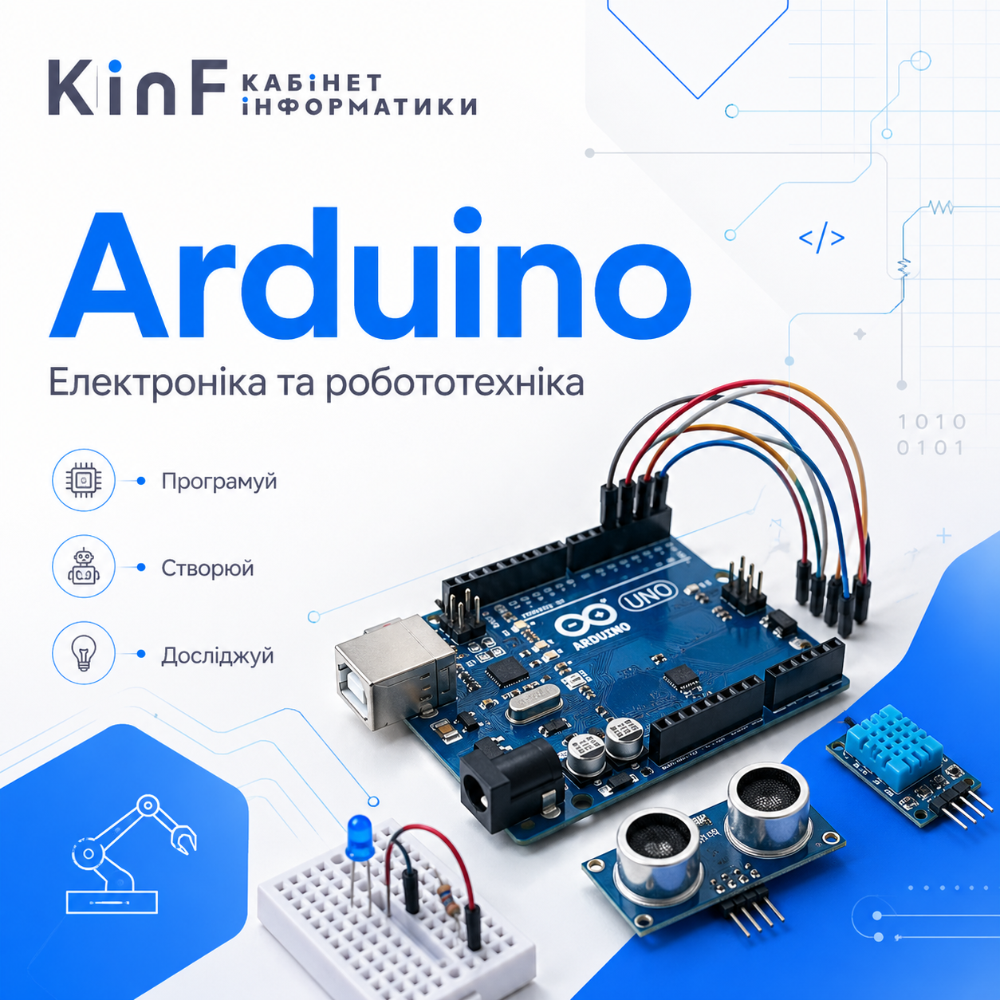 KinF КАБіНЕТ
іНФОРМАТИКИ
Arduino
Електроніка та робототехніка
</>
1010
0101
Програмуй
Створюй
Досліджуй
UNO
ARDUINO